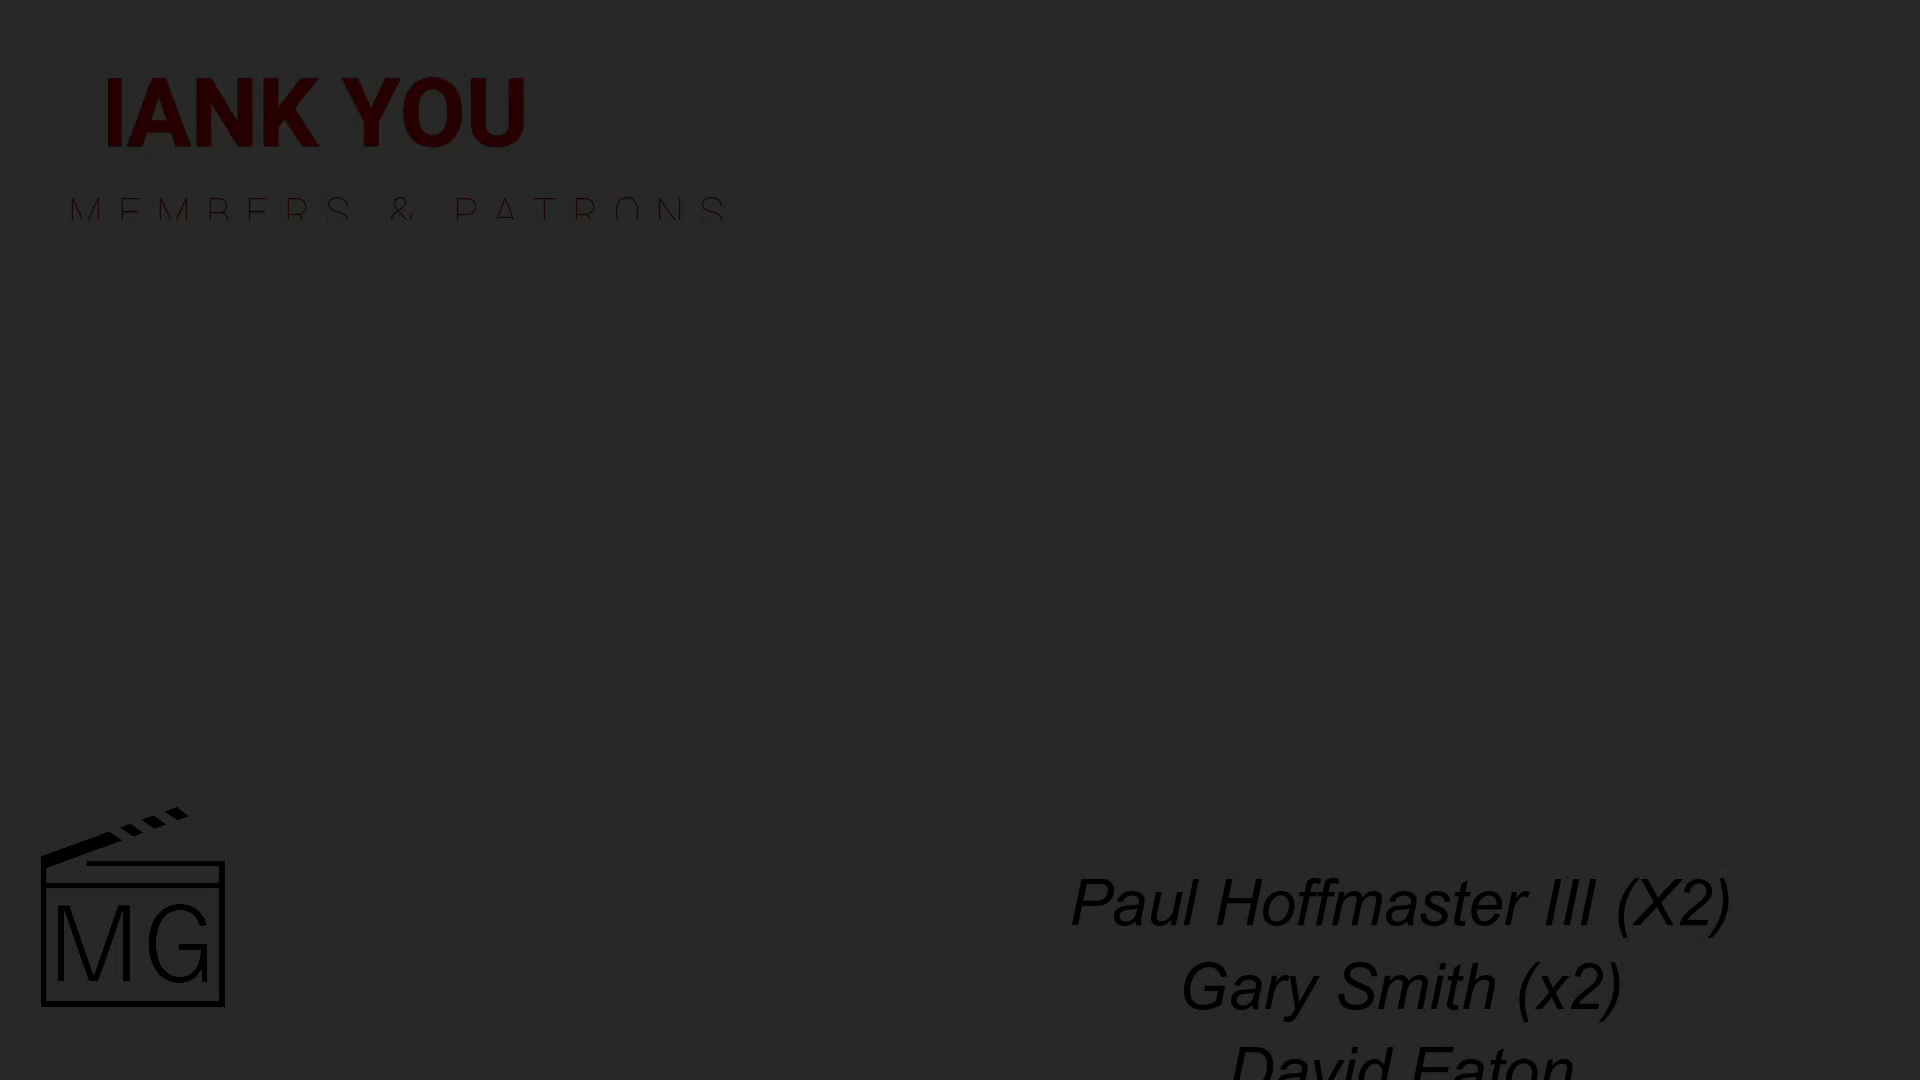 IANK YOU
MEMBERS & PATRONS
MG
Paul Hoffmaster III (X2)
Gary Smith (x2)
David Eaton